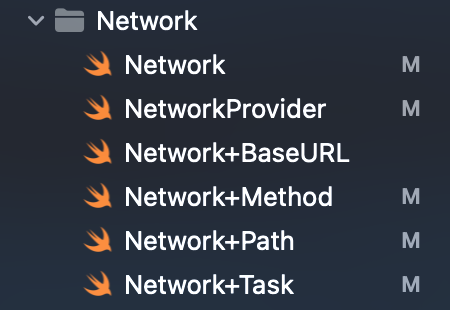 Network
Network M
NetworkProvider M
Network+BaseURL
Network+Method M
Network+Path M
Network+Task M